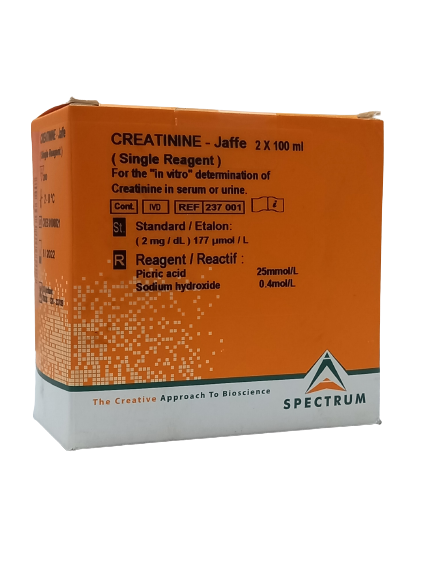 CREATININE - Jaffe 2 X 100 ml
( Single Reagent )
For the "in vitro" determination of
Creatinine in serum or urine.
Cont. IVD REF 237 001 i
St. Standard / Etalon:
( 2 mg / dL ) 177 µmol / L
R Reagent / Reactif :
Picric acid 25mmol/L
Sodium hydroxide 0.4mol/L
The Creative Approach To Bioscience
SPECTRUM
CREATININE - Jaffe
(Single Reagent)